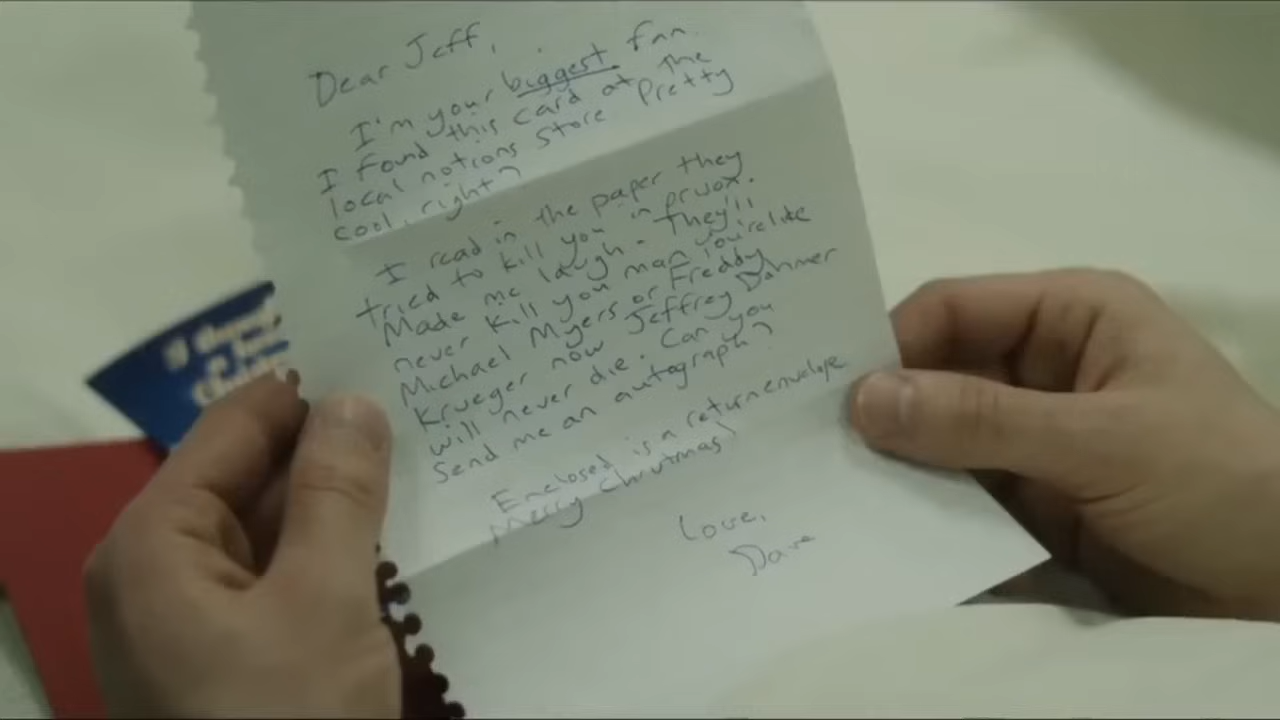 Dear Jeff,
I'm your biggest fan.
I found this card at the
local notions store Pretty
cool, right?
I read in the paper they
tried to kill you in prison.
Made me laugh - They'll
never kill you man you're like
Michael Myers or Freddy
Krueger now Jeffrey Dahmer
will never die. Can you
Send me an autograph?
Enclosed is a return envelope
Merry Christmas!
Love,
Dave